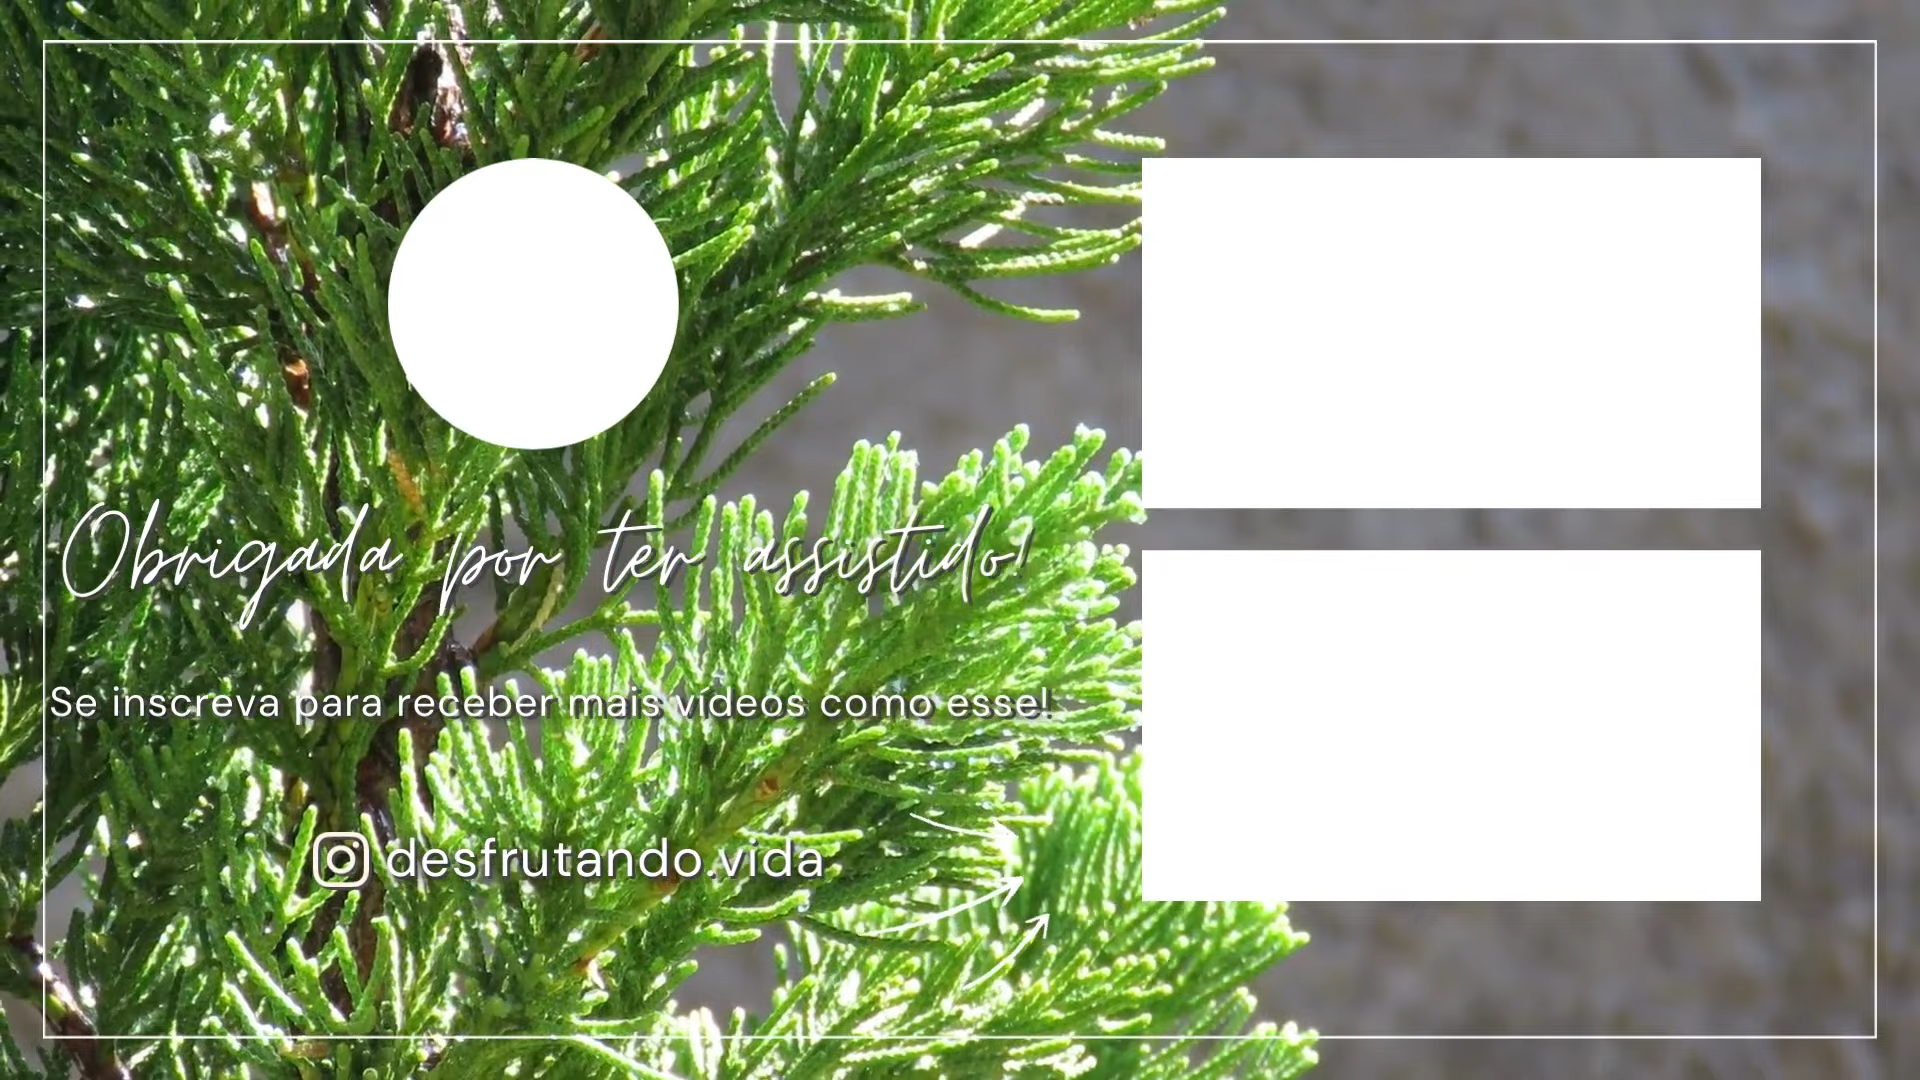 Obrigada por ter assistido!
Se inscreva para receber mais vídeos como esse!
desfrutando.vida